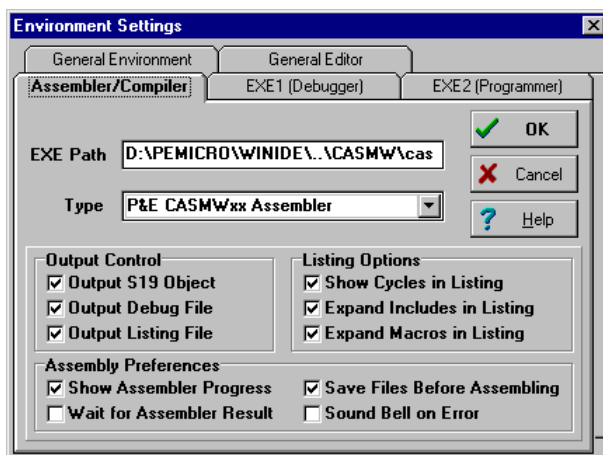 Environment Settings
General Environment
General Editor
Assembler/Compiler
EXE1 (Debugger)
EXE2 (Programmer)
EXE Path
D:\PEMICRO\WINIDE\..\CASMW\cas
Type
P&E CASMWxx Assembler
OK
Cancel
Help
Output Control
Output S19 Object
Output Debug File
Output Listing File
Listing Options
Show Cycles in Listing
Expand Includes in Listing
Expand Macros in Listing
Assembly Preferences
Show Assembler Progress
Wait for Assembler Result
Save Files Before Assembling
Sound Bell on Error